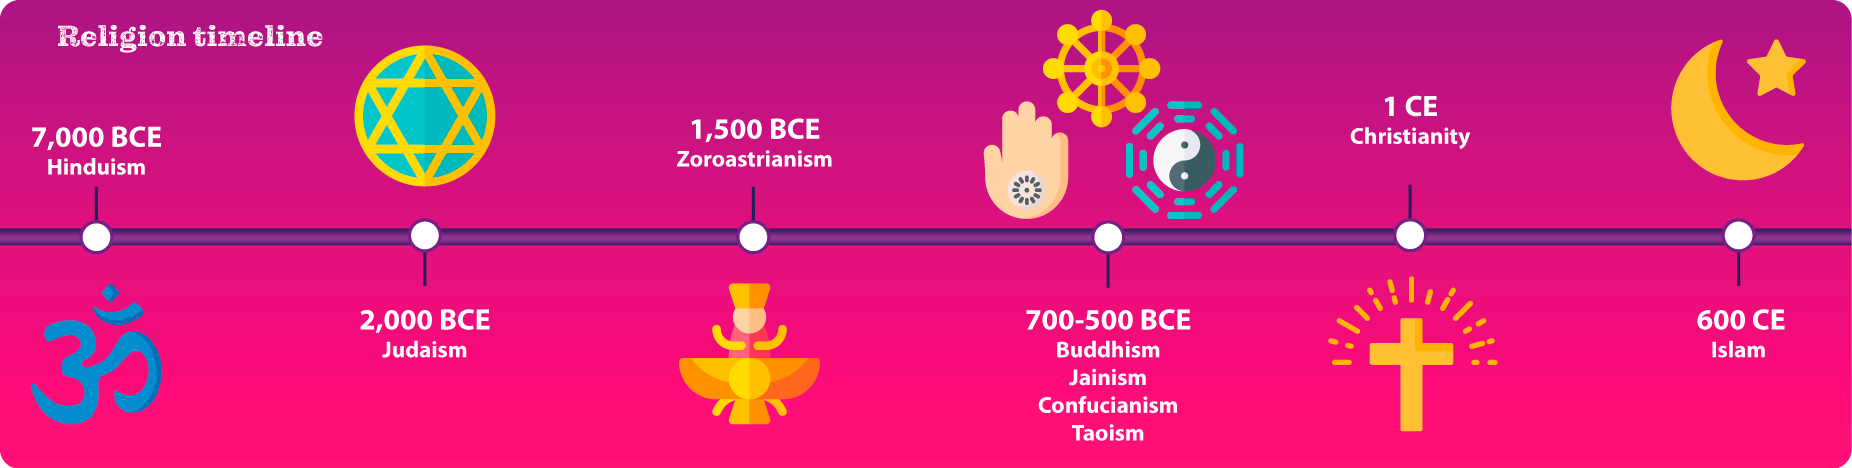 Religion timeline
7,000 BCE
Hinduism
2,000 BCE
Judaism
1,500 BCE
Zoroastrianism
700-500 BCE
Buddhism
Jainism
Confucianism
Taoism
1 CE
Christianity
600 CE
Islam